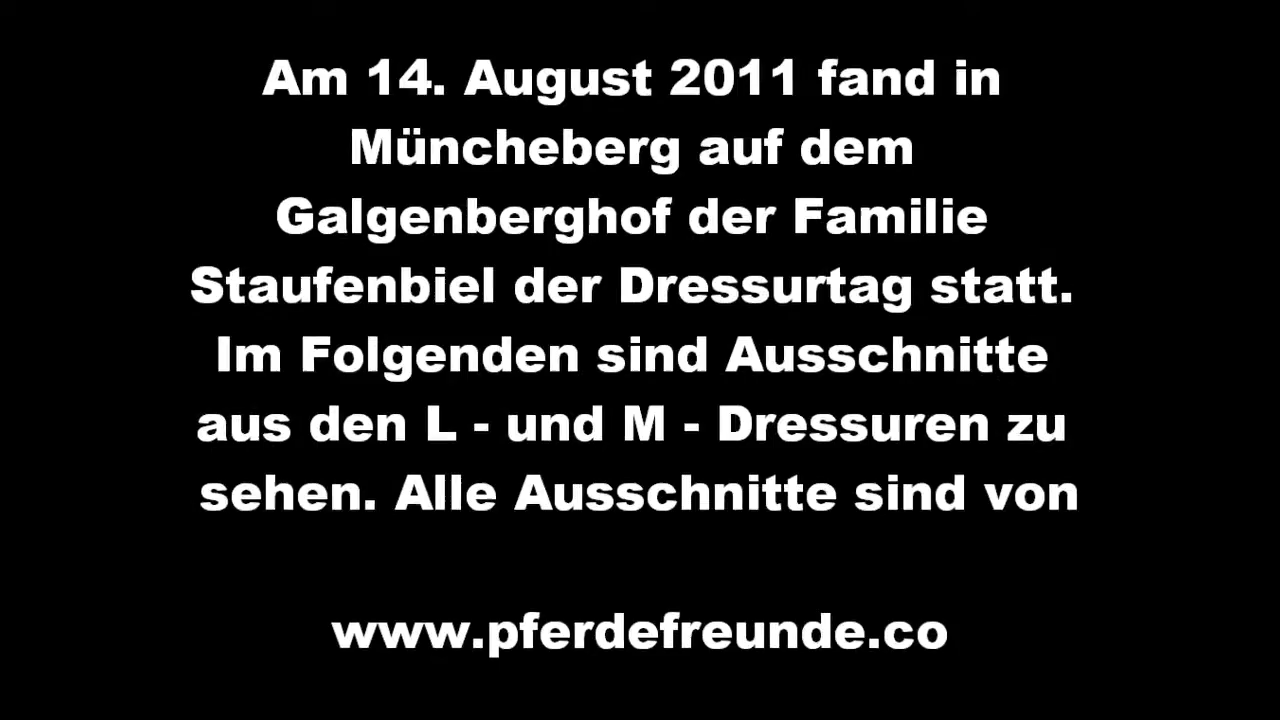 Am 14. August 2011 fand in
Müncheberg auf dem
Galgenberghof der Familie
Staufenbiel der Dressurtag statt.
Im Folgenden sind Ausschnitte
aus den L - und M - Dressuren zu
sehen. Alle Ausschnitte sind von
www.pferdefreunde.co